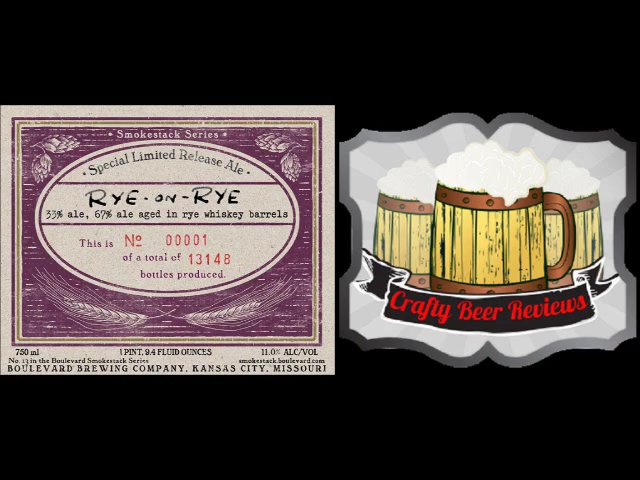 • Smokestack Series •
• Special Limited Release Ale •
RYE-ON-RYE
33% ale, 67% ale aged in rye whiskey barrels
This is Nº 00001
of a total of 13148
bottles produced.
750 ml 1 PINT, 9.4 FLUID OUNCES 11.0% ALC/VOL
No. 13 in the Boulevard Smokestack Series smokestack.boulevard.com
BOULEVARD BREWING COMPANY, KANSAS CITY, MISSOURI
Crafty Beer Reviews